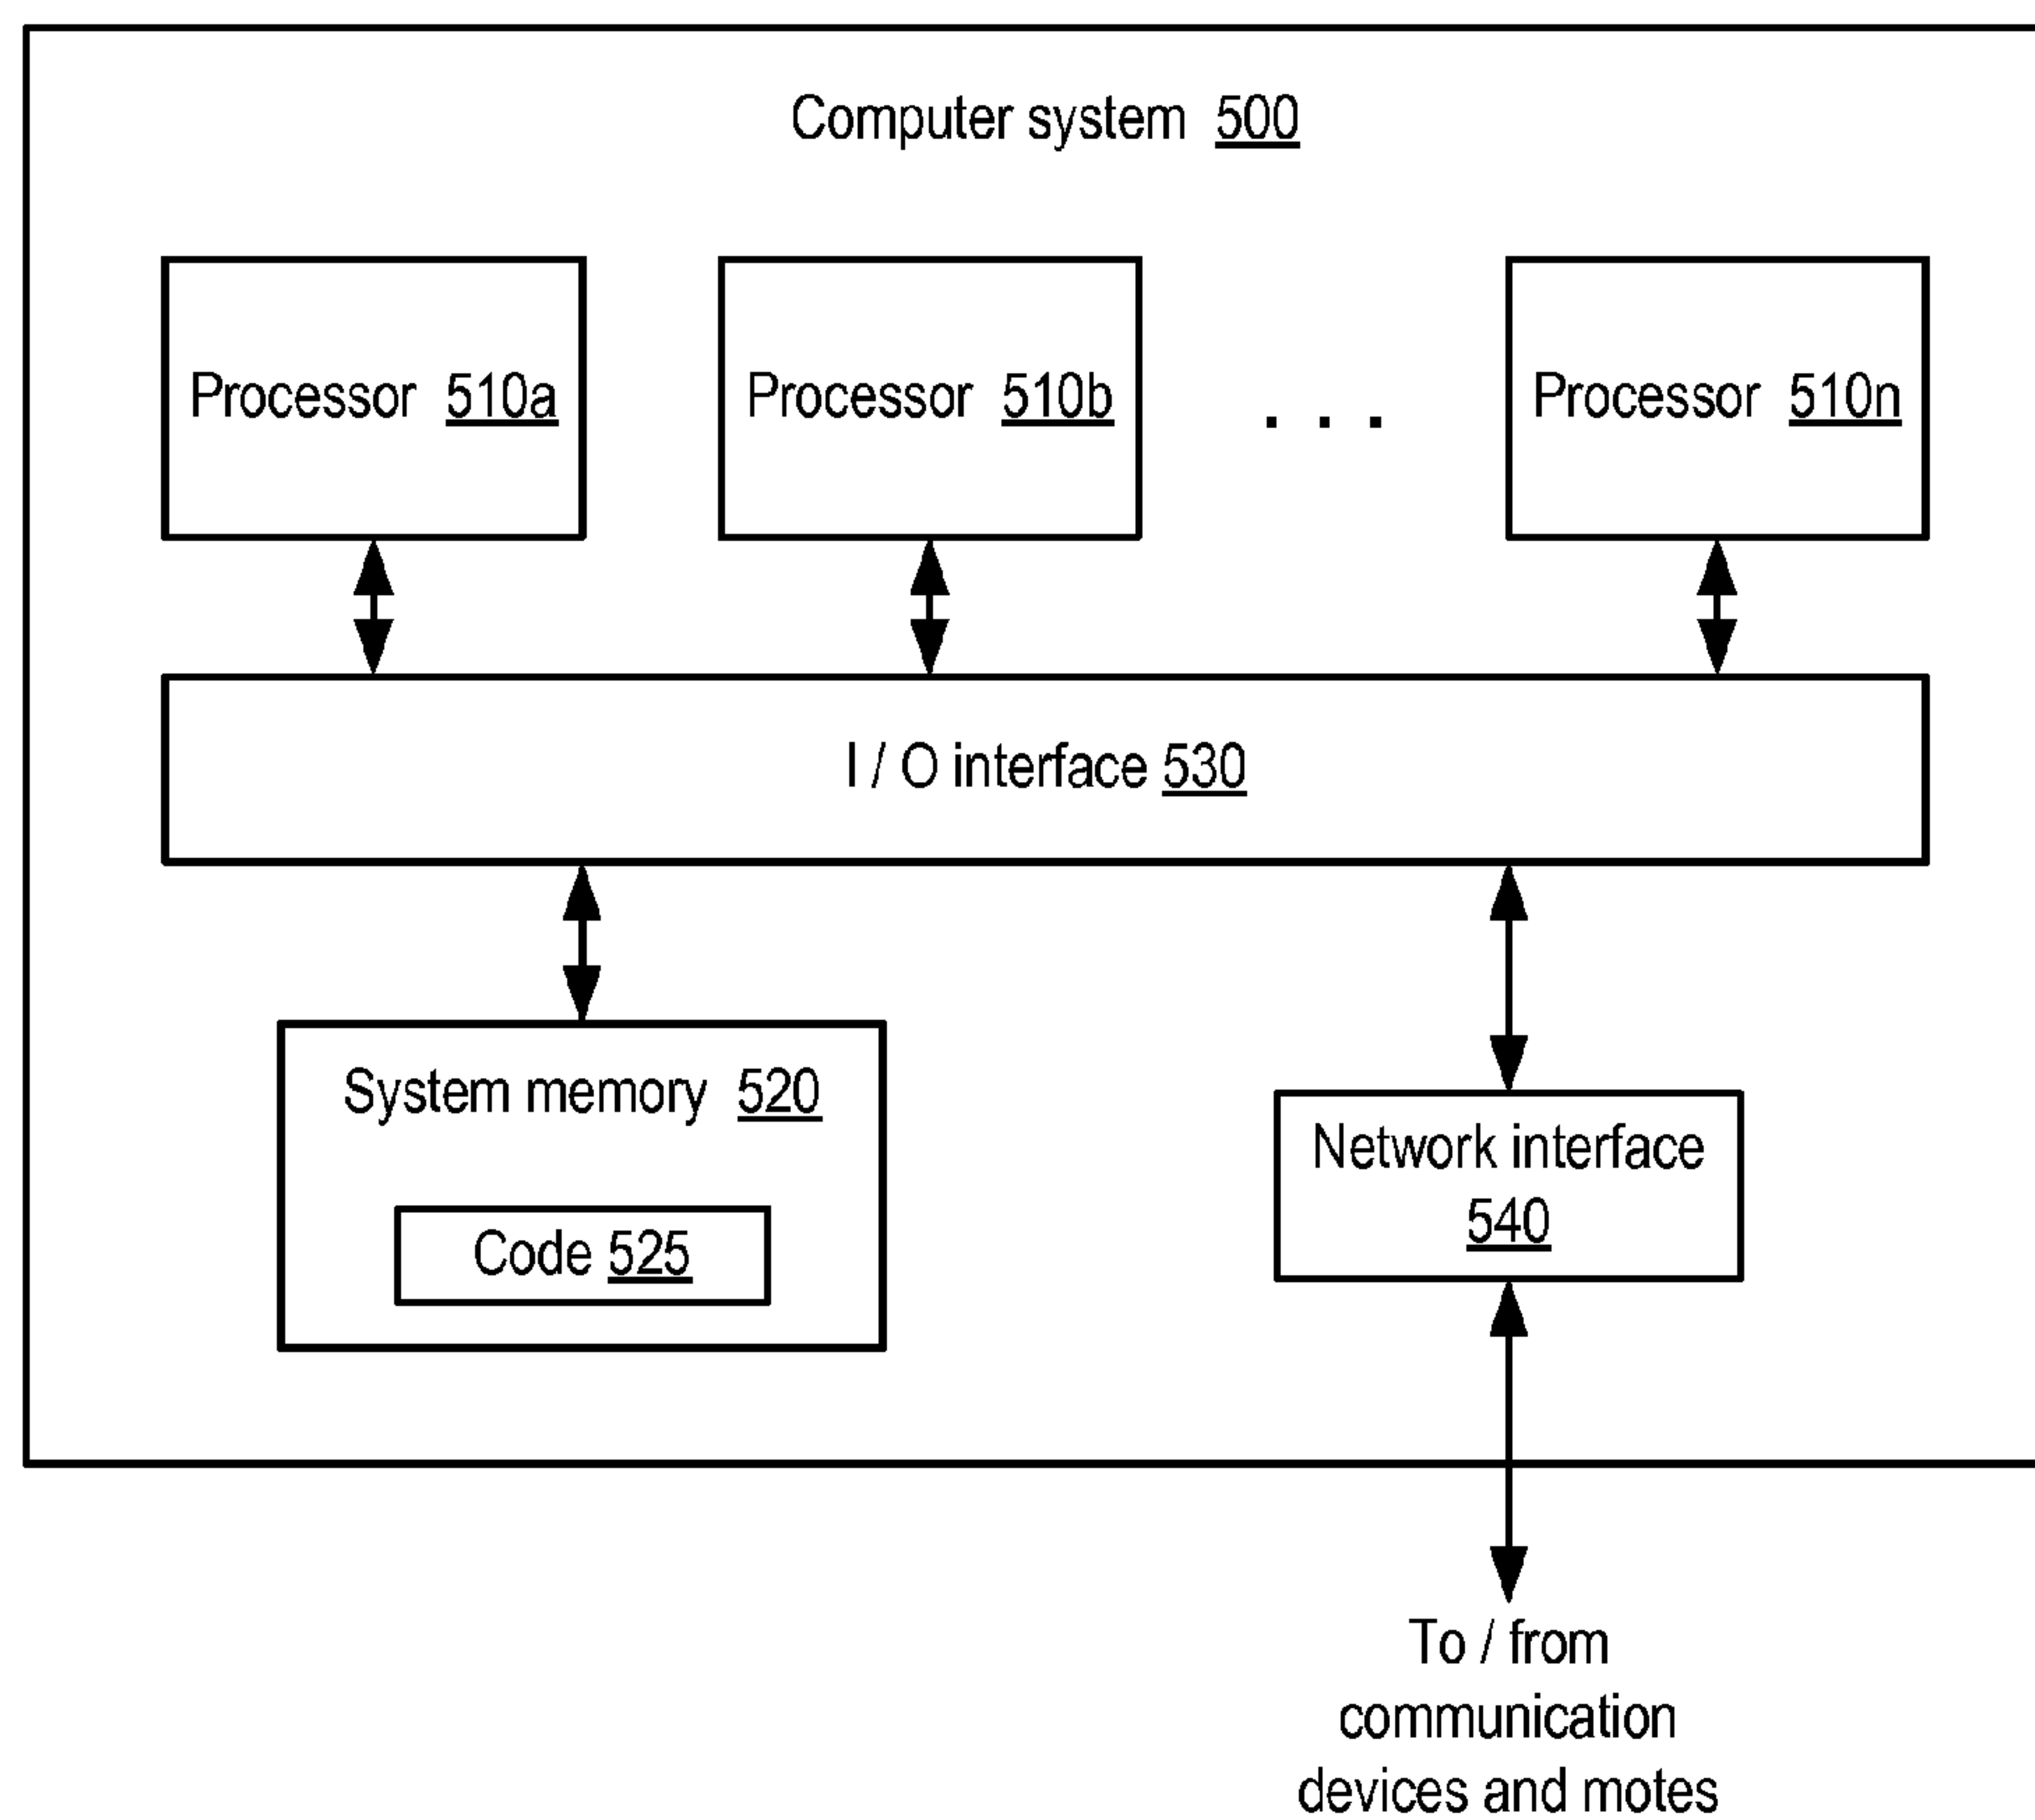 Computer system 500
Processor 510a
Processor 510b
. . .
Processor 510n
I / O interface 530
System memory 520
Code 525
Network interface
540
To / from
communication
devices and motes